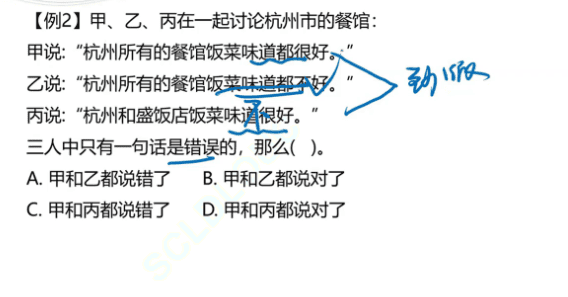 【例2】甲、乙、丙在一起讨论杭州市的餐馆：
甲说：“杭州所有的餐馆饭菜味道都很好。”
乙说：“杭州所有的餐馆饭菜味道都不好。”
丙说：“杭州和盛饭店饭菜味道很好。”
不
三人中只有一句话是错误的，那么( )。
A. 甲和乙都说错了 B. 甲和乙都说对了
C. 甲和丙都说错了 D. 甲和丙都说对了